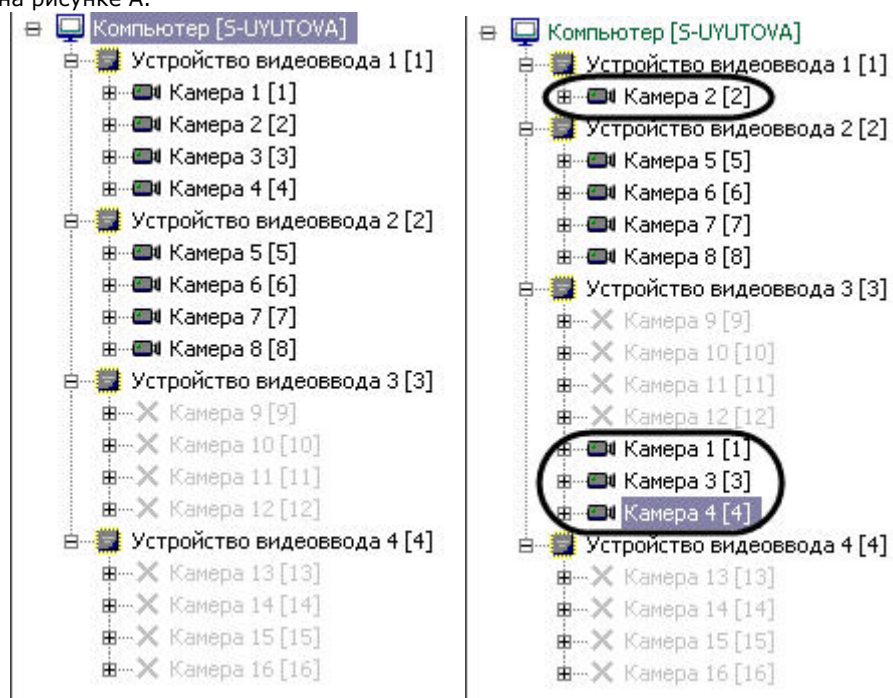 на рисунке А.
Компьютер [S-UYUTOVA]
Устройство видеоввода 1 [1]
Камера 1 [1]
Камера 2 [2]
Камера 3 [3]
Камера 4 [4]
Устройство видеоввода 2 [2]
Камера 5 [5]
Камера 6 [6]
Камера 7 [7]
Камера 8 [8]
Устройство видеоввода 3 [3]
Камера 9 [9]
Камера 10 [10]
Камера 11 [11]
Камера 12 [12]
Устройство видеоввода 4 [4]
Камера 13 [13]
Камера 14 [14]
Камера 15 [15]
Камера 16 [16]
Компьютер [S-UYUTOVA]
Устройство видеоввода 1 [1]
Камера 2 [2]
Устройство видеоввода 2 [2]
Камера 5 [5]
Камера 6 [6]
Камера 7 [7]
Камера 8 [8]
Устройство видеоввода 3 [3]
Камера 9 [9]
Камера 10 [10]
Камера 11 [11]
Камера 12 [12]
Камера 1 [1]
Камера 3 [3]
Камера 4 [4]
Устройство видеоввода 4 [4]
Камера 13 [13]
Камера 14 [14]
Камера 15 [15]
Камера 16 [16]